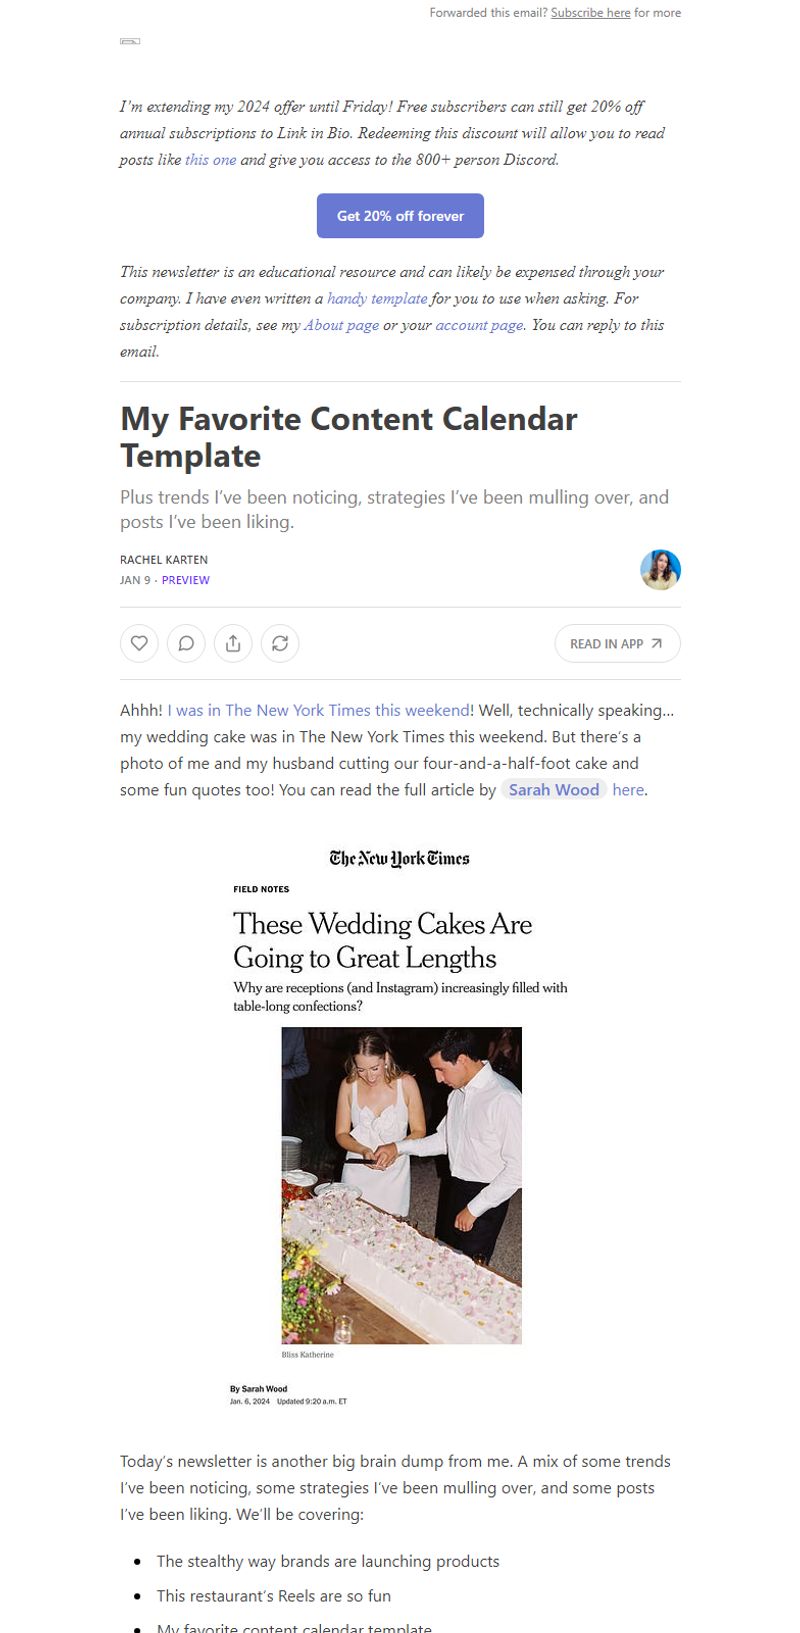 Forwarded this email? Subscribe here for more
I'm extending my 2024 offer until Friday! Free subscribers can still get 20% off
annual subscriptions to Link in Bio. Redeeming this discount will allow you to read
posts like this one and give you access to the 800+ person Discord.
Get 20% off forever
This newsletter is an educational resource and can likely be expensed through your
company. I have even written a handy template for you to use when asking. For
subscription details, see my About page or your account page. You can reply to this
email.
My Favorite Content Calendar
Template
Plus trends I've been noticing, strategies I've been mulling over, and
posts I've been liking.
RACHEL KARTEN
JAN 9 · PREVIEW
READ IN APP
Ahhh! I was in The New York Times this weekend! Well, technically speaking...
my wedding cake was in The New York Times this weekend. But there's a
photo of me and my husband cutting our four-and-a-half-foot cake and
some fun quotes too! You can read the full article by Sarah Wood here.
The New York Times
FIELD NOTES
These Wedding Cakes Are
Going to Great Lengths
Why are receptions (and Instagram) increasingly filled with
table-long confections?
Bliss Katherine
By Sarah Wood
Jan. 6, 2024 Updated 9:20 a.m. ET
Today's newsletter is another big brain dump from me. A mix of some trends
I've been noticing, some strategies I've been mulling over, and some posts
I've been liking. We'll be covering:
• The stealthy way brands are launching products
• This restaurant's Reels are so fun
• My favorite content calendar template